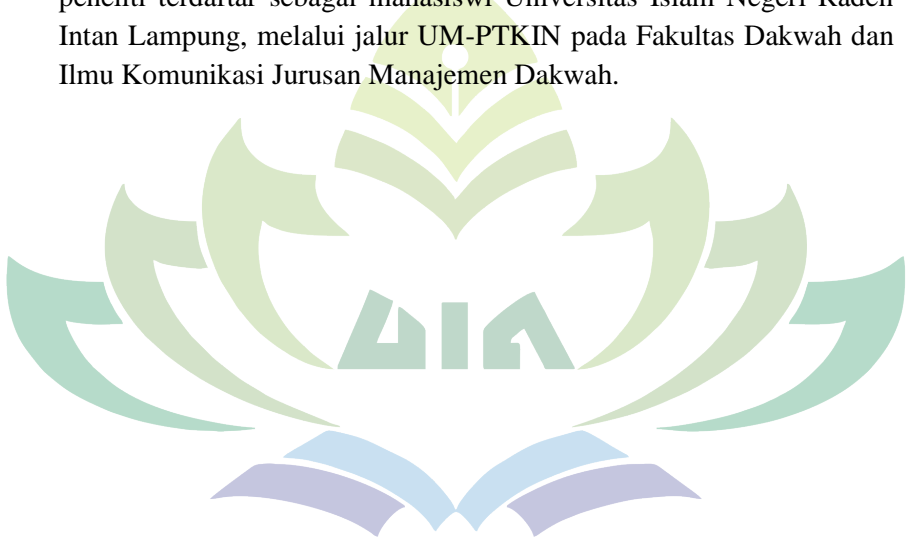 peneliti terdaftar sebagai mahasiswi Universitas Islam Negeri Raden
Intan Lampung, melalui jalur UM-PTKIN pada Fakultas Dakwah dan
Ilmu Komunikasi Jurusan Manajemen Dakwah.
UIN